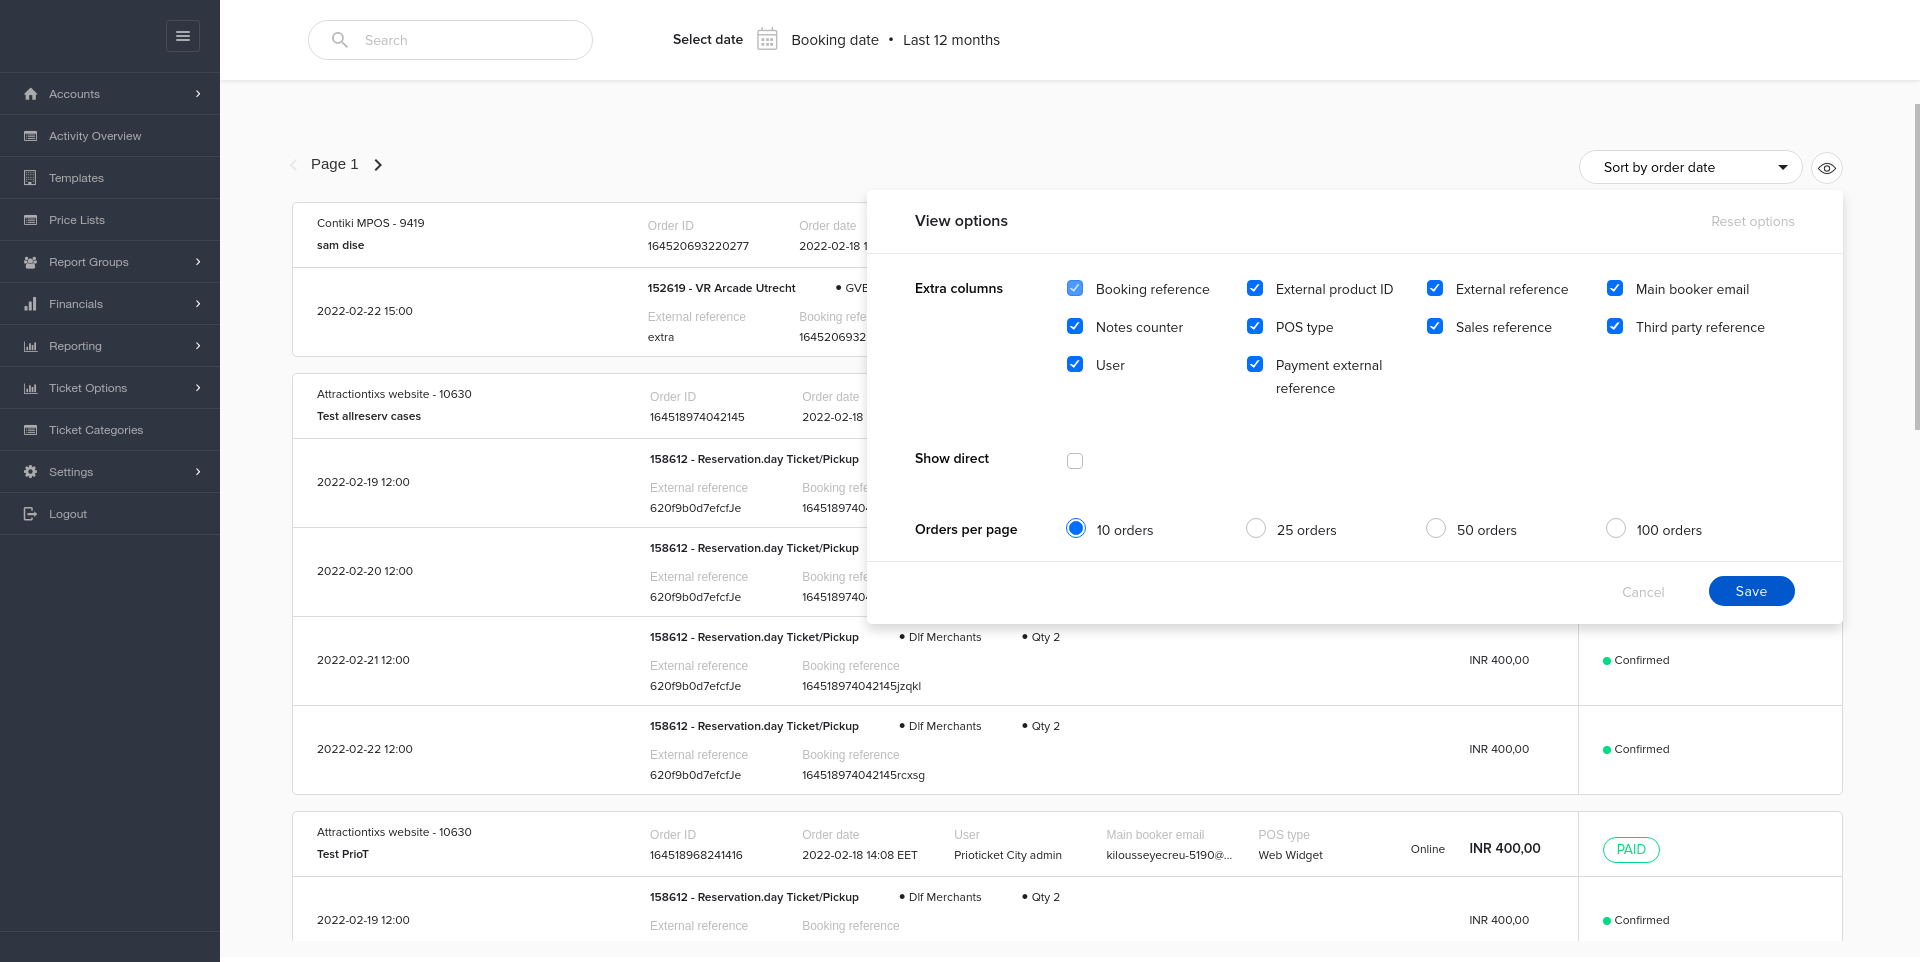 Search
Select date Booking date • Last 12 months
Accounts
Activity Overview
Templates
Price Lists
Report Groups
Financials
Reporting
Ticket Options
Ticket Categories
Settings
Logout
Page 1
Sort by order date
View options Reset options
Extra columns
Booking reference External product ID External reference Main booker email
Notes counter POS type Sales reference Third party reference
User Payment external
reference
Show direct
Orders per page 10 orders 25 orders 50 orders 100 orders
Cancel Save
Contiki MPOS - 9419 Order ID Order date
sam dise 164520693220277 2022-02-18 1
152619 - VR Arcade Utrecht • GVE
2022-02-22 15:00 External reference Booking refe
extra 1645206932
Attractiontixs website - 10630 Order ID Order date
Test allreserv cases 164518974042145 2022-02-18
158612 - Reservation.day Ticket/Pickup
2022-02-19 12:00 External reference Booking refe
620f9b0d7efcfJe 16451897404
158612 - Reservation.day Ticket/Pickup
2022-02-20 12:00 External reference Booking refe
620f9b0d7efcfJe 16451897404
158612 - Reservation.day Ticket/Pickup • Dlf Merchants • Qty 2
2022-02-21 12:00 External reference Booking reference INR 400,00 Confirmed
620f9b0d7efcfJe 164518974042145jzqkl
158612 - Reservation.day Ticket/Pickup • Dlf Merchants • Qty 2
2022-02-22 12:00 External reference Booking reference INR 400,00 Confirmed
620f9b0d7efcfJe 164518974042145rcxsg
Attractiontixs website - 10630 Order ID Order date User Main booker email POS type
Test PrioT 164518968241416 2022-02-18 14:08 EET Prioticket City admin kilousseyecreu-5190@... Web Widget Online INR 400,00 PAID
158612 - Reservation.day Ticket/Pickup • Dlf Merchants • Qty 2
2022-02-19 12:00 External reference Booking reference INR 400,00 Confirmed